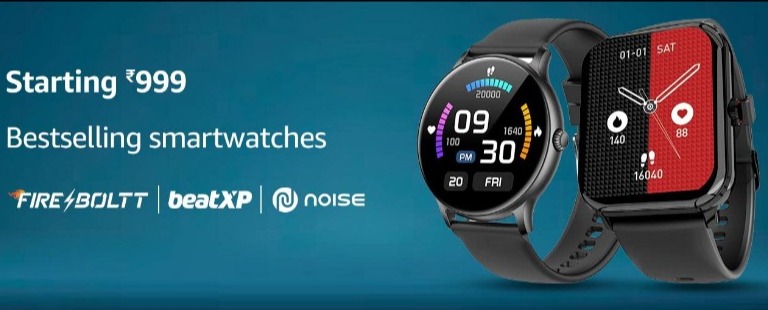 Starting ₹999
Bestselling smartwatches
FIRE BOLTT | beatXP | noise
20000
09
100
1640
PM 30
20 FRI
01-01 SAT
140
88
16040